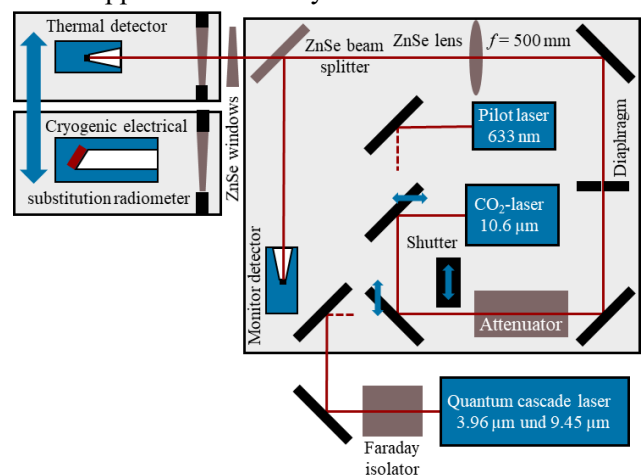 Thermal detector
ZnSe beam
splitter
ZnSe lens
f = 500 mm
ZnSe windows
Cryogenic electrical
substitution radiometer
Pilot laser
633 nm
Diaphragm
CO₂-laser
10.6 µm
Shutter
Monitor detector
Attenuator
Quantum cascade laser
3.96 µm und 9.45 µm
Faraday
isolator